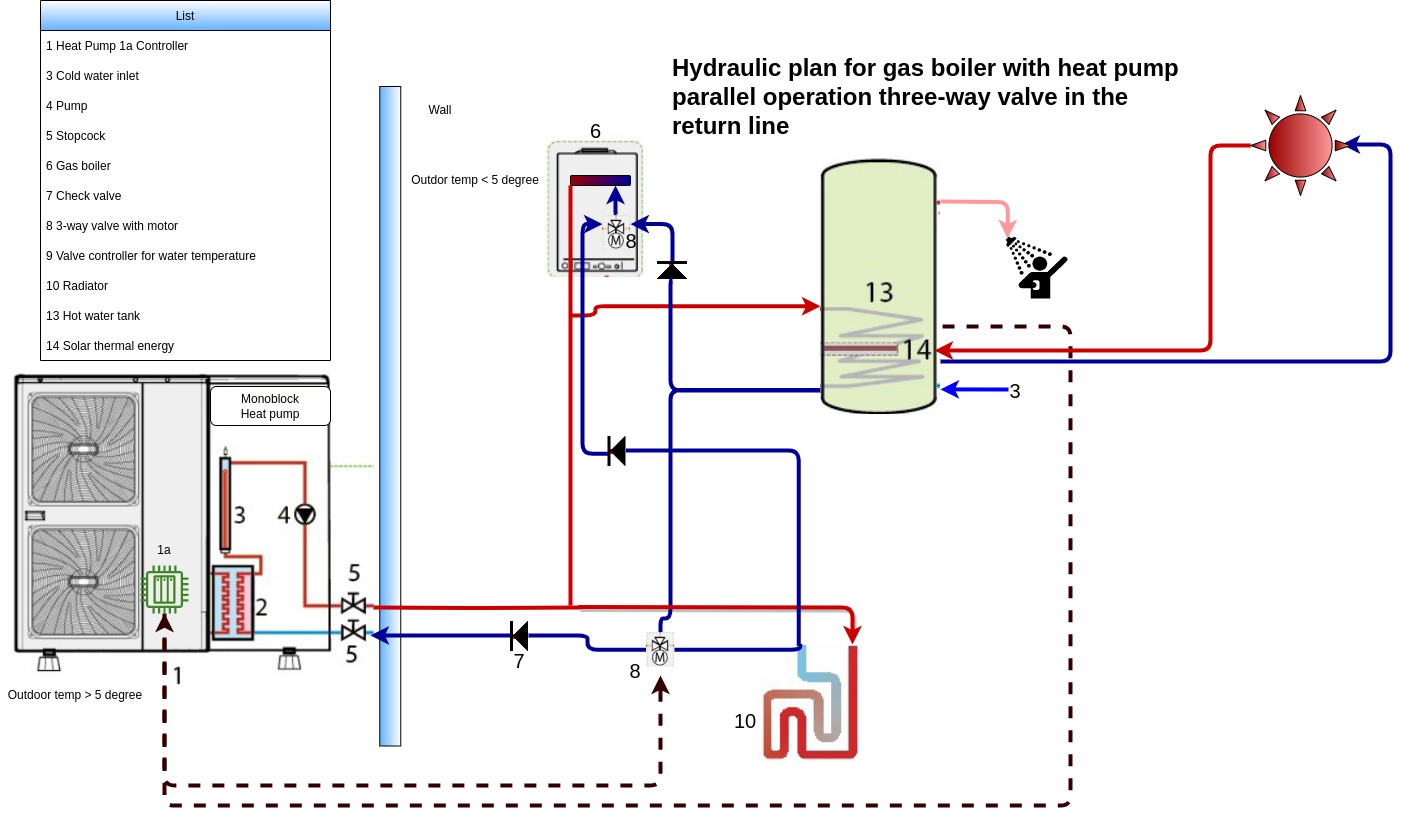 List
1 Heat Pump 1a Controller
3 Cold water inlet
4 Pump
5 Stopcock
6 Gas boiler
7 Check valve
8 3-way valve with motor
9 Valve controller for water temperature
10 Radiator
13 Hot water tank
14 Solar thermal energy
Hydraulic plan for gas boiler with heat pump
parallel operation three-way valve in the
return line
Wall
6
Outdor temp < 5 degree
M
8
13
14
3
Monoblock
Heat pump
3
4
1a
2
5
5
1
Outdoor temp > 5 degree
7
M
8
10